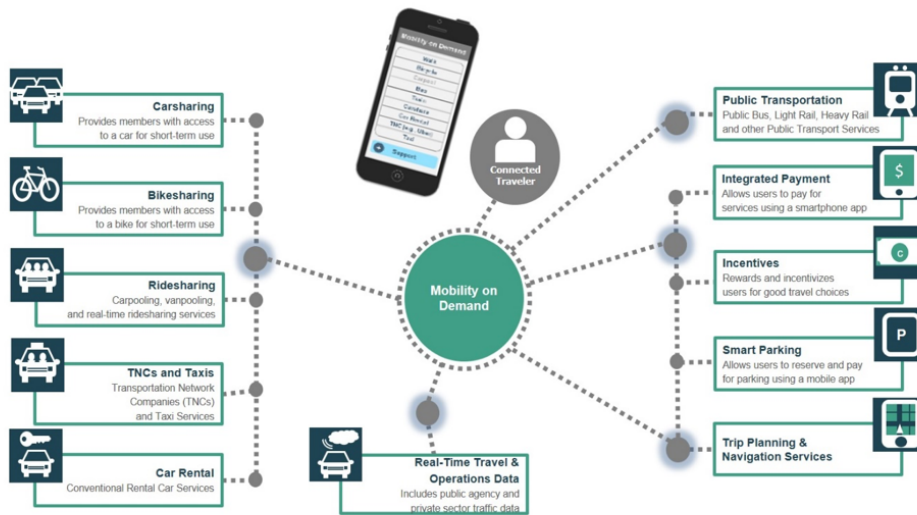 Mobility on Demand
Walk
Bicycle
Carpool
Bus
Train
Carshare
Car Rental
TNC (e.g., Uber)
Taxi
Support
Connected
Traveler
Mobility on
Demand
Carsharing
Provides members with access
to a car for short-term use
Bikesharing
Provides members with access
to a bike for short-term use
Ridesharing
Carpooling, vanpooling,
and real-time ridesharing services
TNCs and Taxis
Transportation Network
Companies (TNCs)
and Taxi Services
Car Rental
Conventional Rental Car Services
Real-Time Travel &
Operations Data
Includes public agency and
private sector traffic data
Public Transportation
Public Bus, Light Rail, Heavy Rail
and other Public Transport Services
Integrated Payment
Allows users to pay for
services using a smartphone app
$
Incentives
Rewards and incentivizes
users for good travel choices
C
Smart Parking
Allows users to reserve and pay
for parking using a mobile app
P
Trip Planning &
Navigation Services